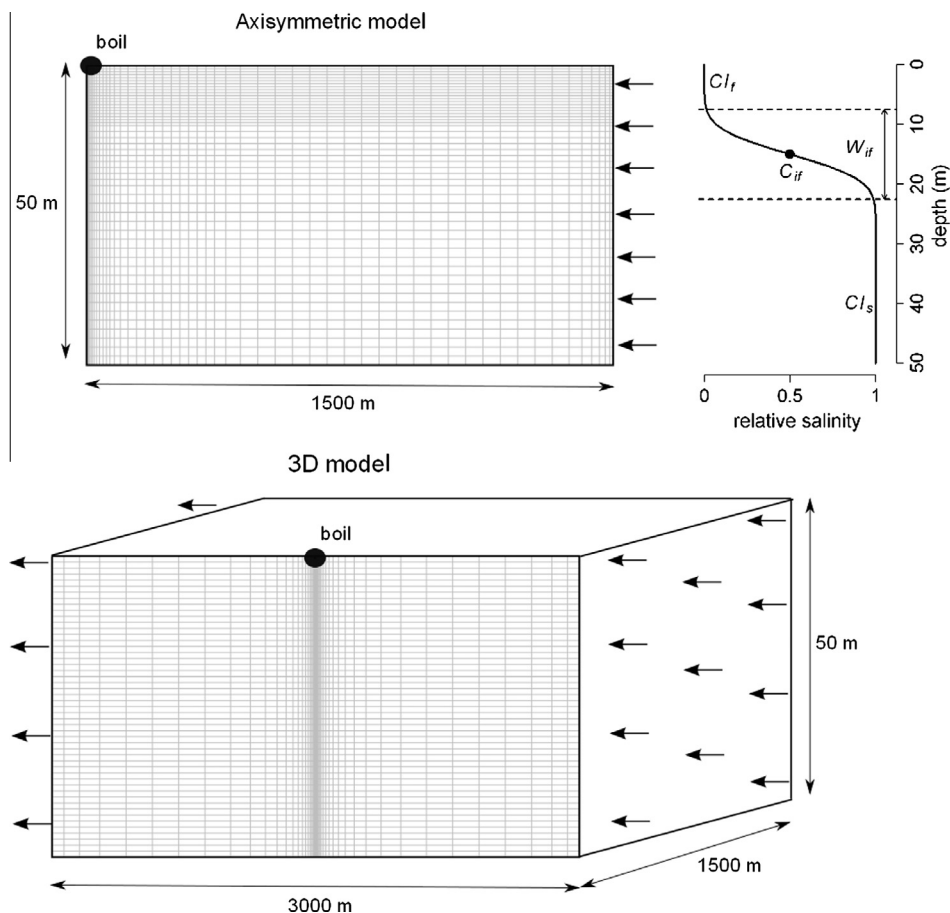 Axisymmetric model
boil
50 m
1500 m
Cl_f
W_if
C_if
Cl_s
0
10
20
30
40
50
depth (m)
0
0.5
1
relative salinity
3D model
boil
50 m
1500 m
3000 m